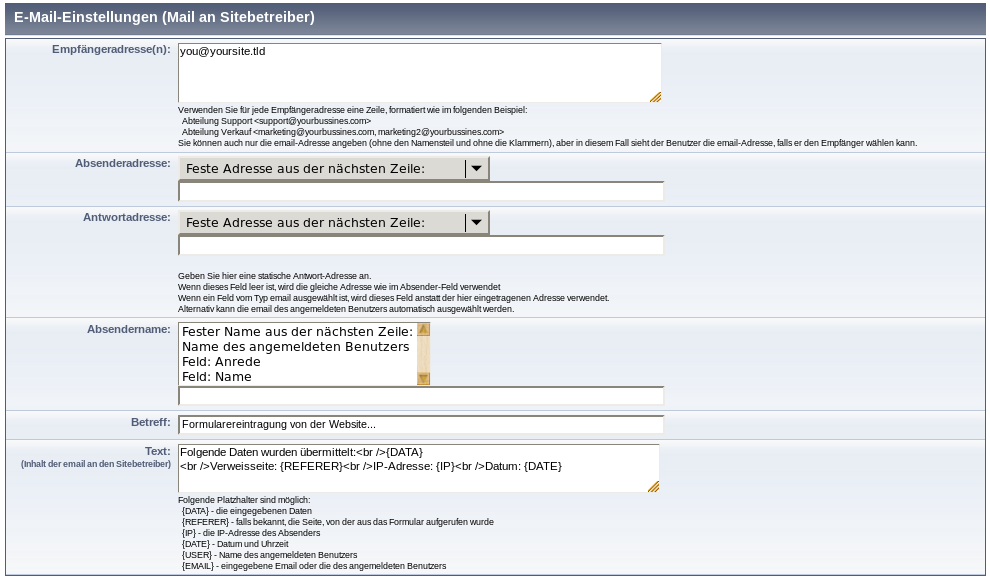 E-Mail-Einstellungen (Mail an Sitebetreiber)
Empfängeradresse(n):
you@yoursite.tld
Verwenden Sie für jede Empfängeradresse eine Zeile, formatiert wie im folgenden Beispiel:
Abteilung Support <support@yourbussines.com>
Abteilung Verkauf <marketing@yourbussines.com, marketing2@yourbussines.com>
Sie können auch nur die email-Adresse angeben (ohne den Namensteil und ohne die Klammern), aber in diesem Fall sieht der Benutzer die email-Adresse, falls er den Empfänger wählen kann.
Absenderadresse:
Feste Adresse aus der nächsten Zeile:
Antwortadresse:
Feste Adresse aus der nächsten Zeile:
Geben Sie hier eine statische Antwort-Adresse an.
Wenn dieses Feld leer ist, wird die gleiche Adresse wie im Absender-Feld verwendet
Wenn ein Feld vom Typ email ausgewählt ist, wird dieses Feld anstatt der hier eingetragenen Adresse verwendet.
Alternativ kann die email des angemeldeten Benutzers automatisch ausgewählt werden.
Absendername:
Fester Name aus der nächsten Zeile:
Name des angemeldeten Benutzers
Feld: Anrede
Feld: Name
Betreff:
Formularereintragung von der Website...
Text:
(Inhalt der email an den Sitebetreiber)
Folgende Daten wurden übermittelt:<br />{DATA}
<br />Verweisseite: {REFERER}<br />IP-Adresse: {IP}<br />Datum: {DATE}
Folgende Platzhalter sind möglich:
{DATA} - die eingegebenen Daten
{REFERER} - falls bekannt, die Seite, von der aus das Formular aufgerufen wurde
{IP} - die IP-Adresse des Absenders
{DATE} - Datum und Uhrzeit
{USER} - Name des angemeldeten Benutzers
{EMAIL} - eingegebene Email oder die des angemeldeten Benutzers